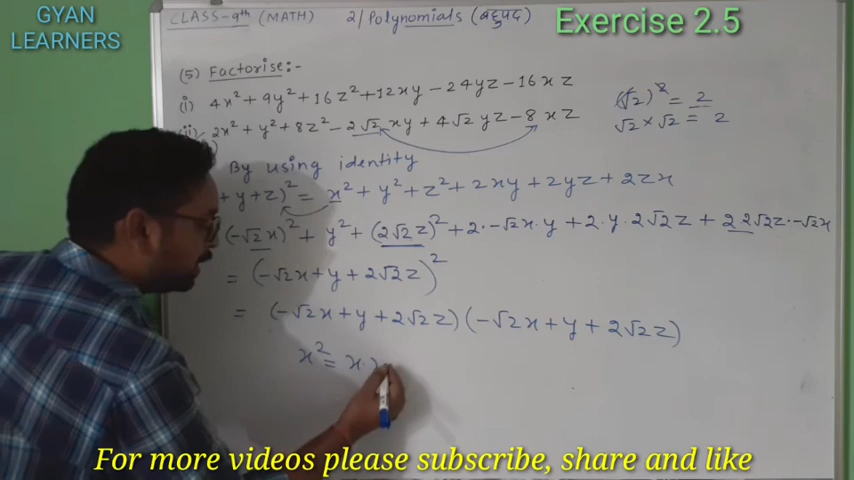 GYAN
LEARNERS
CLASS-9th (MATH) 2/Polynomials (बहुपद)
Exercise 2.5
(5) Factorise:-
(i) 4x² + 9y² + 16z² + 12xy - 24yz - 16xz
(ii) 2x² + y² + 8z² - 2√2 xy + 4√2 yz - 8xz
(√2)² = 2
√2 × √2 = 2
By using identity
+ y + z)² = x² + y² + z² + 2xy + 2yz + 2zx
(-√2x)² + y² + (2√2z)² + 2·-√2x·y + 2·y·2√2z + 2 2√2z·-√2x
= (-√2x + y + 2√2z)²
= (-√2x + y + 2√2z)(-√2x + y + 2√2z)
x² = x·x
For more videos please subscribe, share and like